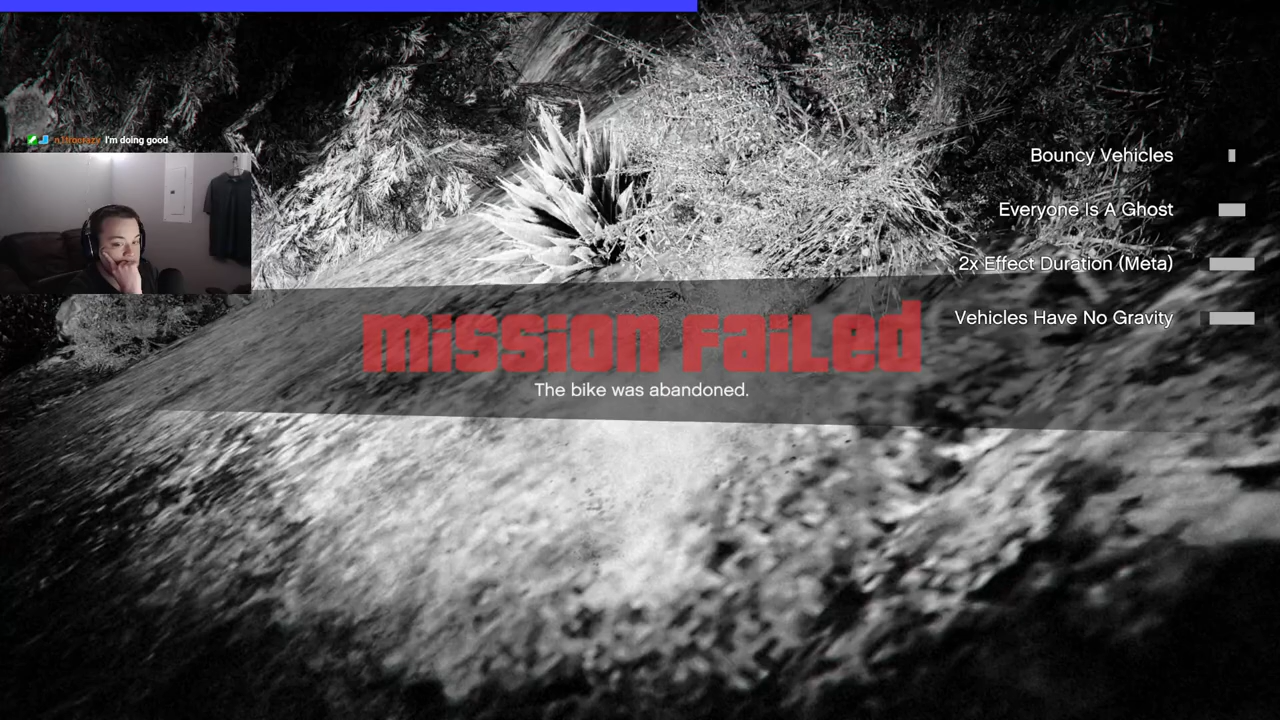 I'm doing good
Bouncy Vehicles
Everyone Is A Ghost
2x Effect Duration (Meta)
Vehicles Have No Gravity
mission failed
The bike was abandoned.